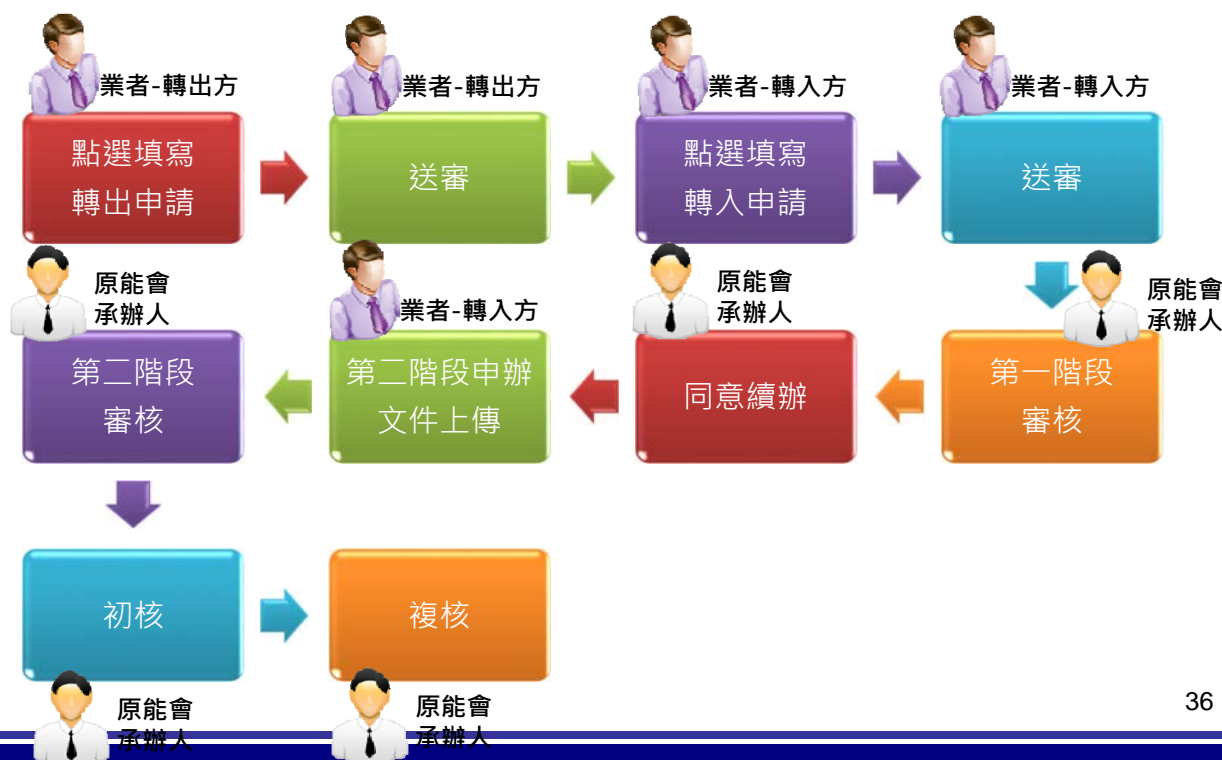 業者-轉出方
點選填寫
轉出申請
業者-轉出方
送審
業者-轉入方
點選填寫
轉入申請
業者-轉入方
送審
原能會
承辦人
第一階段
審核
原能會
承辦人
同意續辦
業者-轉入方
第二階段申辦
文件上傳
原能會
承辦人
第二階段
審核
初核
原能會
承辦人
複核
原能會
承辦人
36